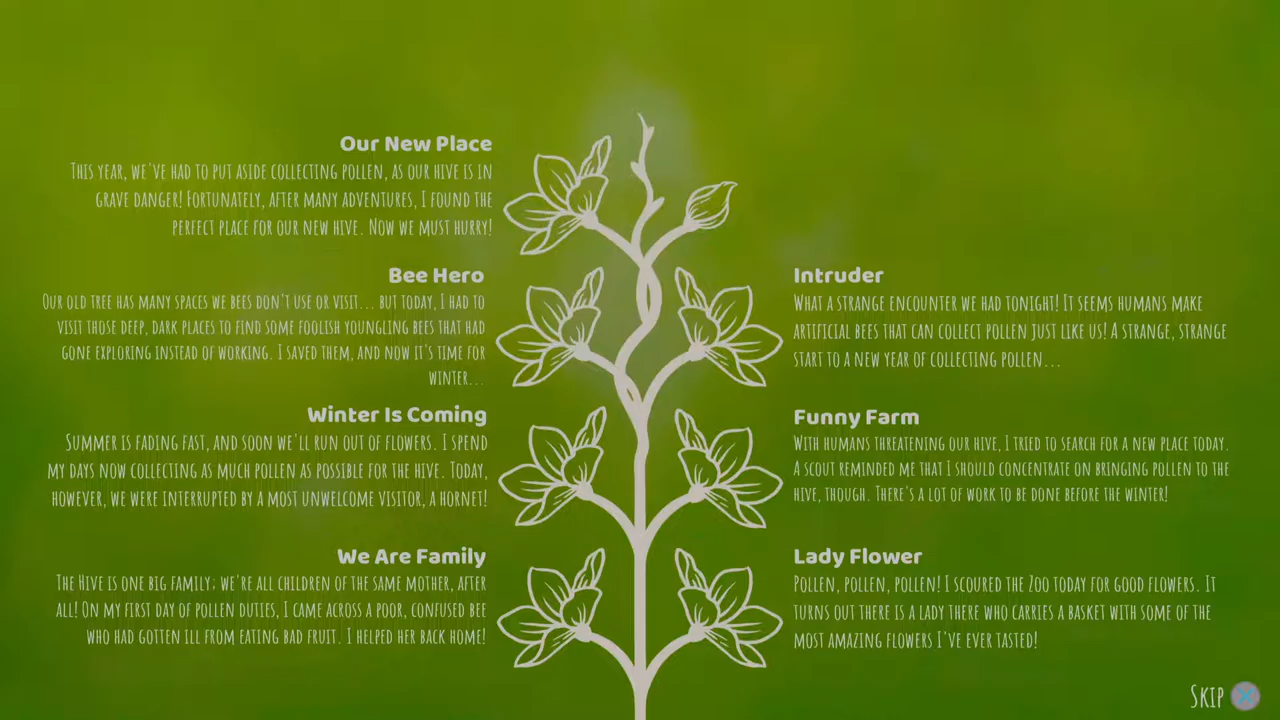 Our New Place
This year, we've had to put aside collecting pollen, as our hive is in
grave danger! Fortunately, after many adventures, I found the
perfect place for our new hive. Now we must hurry!
Bee Hero
Our old tree has many spaces we bees don't use or visit... but today, I had to
visit those deep, dark places to find some foolish youngling bees that had
gone exploring instead of working. I saved them, and now it's time for
winter...
Winter Is Coming
Summer is fading fast, and soon we'll run out of flowers. I spend
my days now collecting as much pollen as possible for the hive. Today,
however, we were interrupted by a most unwelcome visitor, a hornet!
We Are Family
The Hive is one big family; we're all children of the same mother, after
all! On my first day of pollen duties, I came across a poor, confused bee
who had gotten ill from eating bad fruit. I helped her back home!
Intruder
What a strange encounter we had tonight! It seems humans make
artificial bees that can collect pollen just like us! A strange, strange
start to a new year of collecting pollen...
Funny Farm
With humans threatening our hive, I tried to search for a new place today.
A scout reminded me that I should concentrate on bringing pollen to the
hive, though. There's a lot of work to be done before the winter!
Lady Flower
Pollen, pollen, pollen! I scoured the Zoo today for good flowers. It
turns out there is a lady there who carries a basket with some of the
most amazing flowers I've ever tasted!
Skip